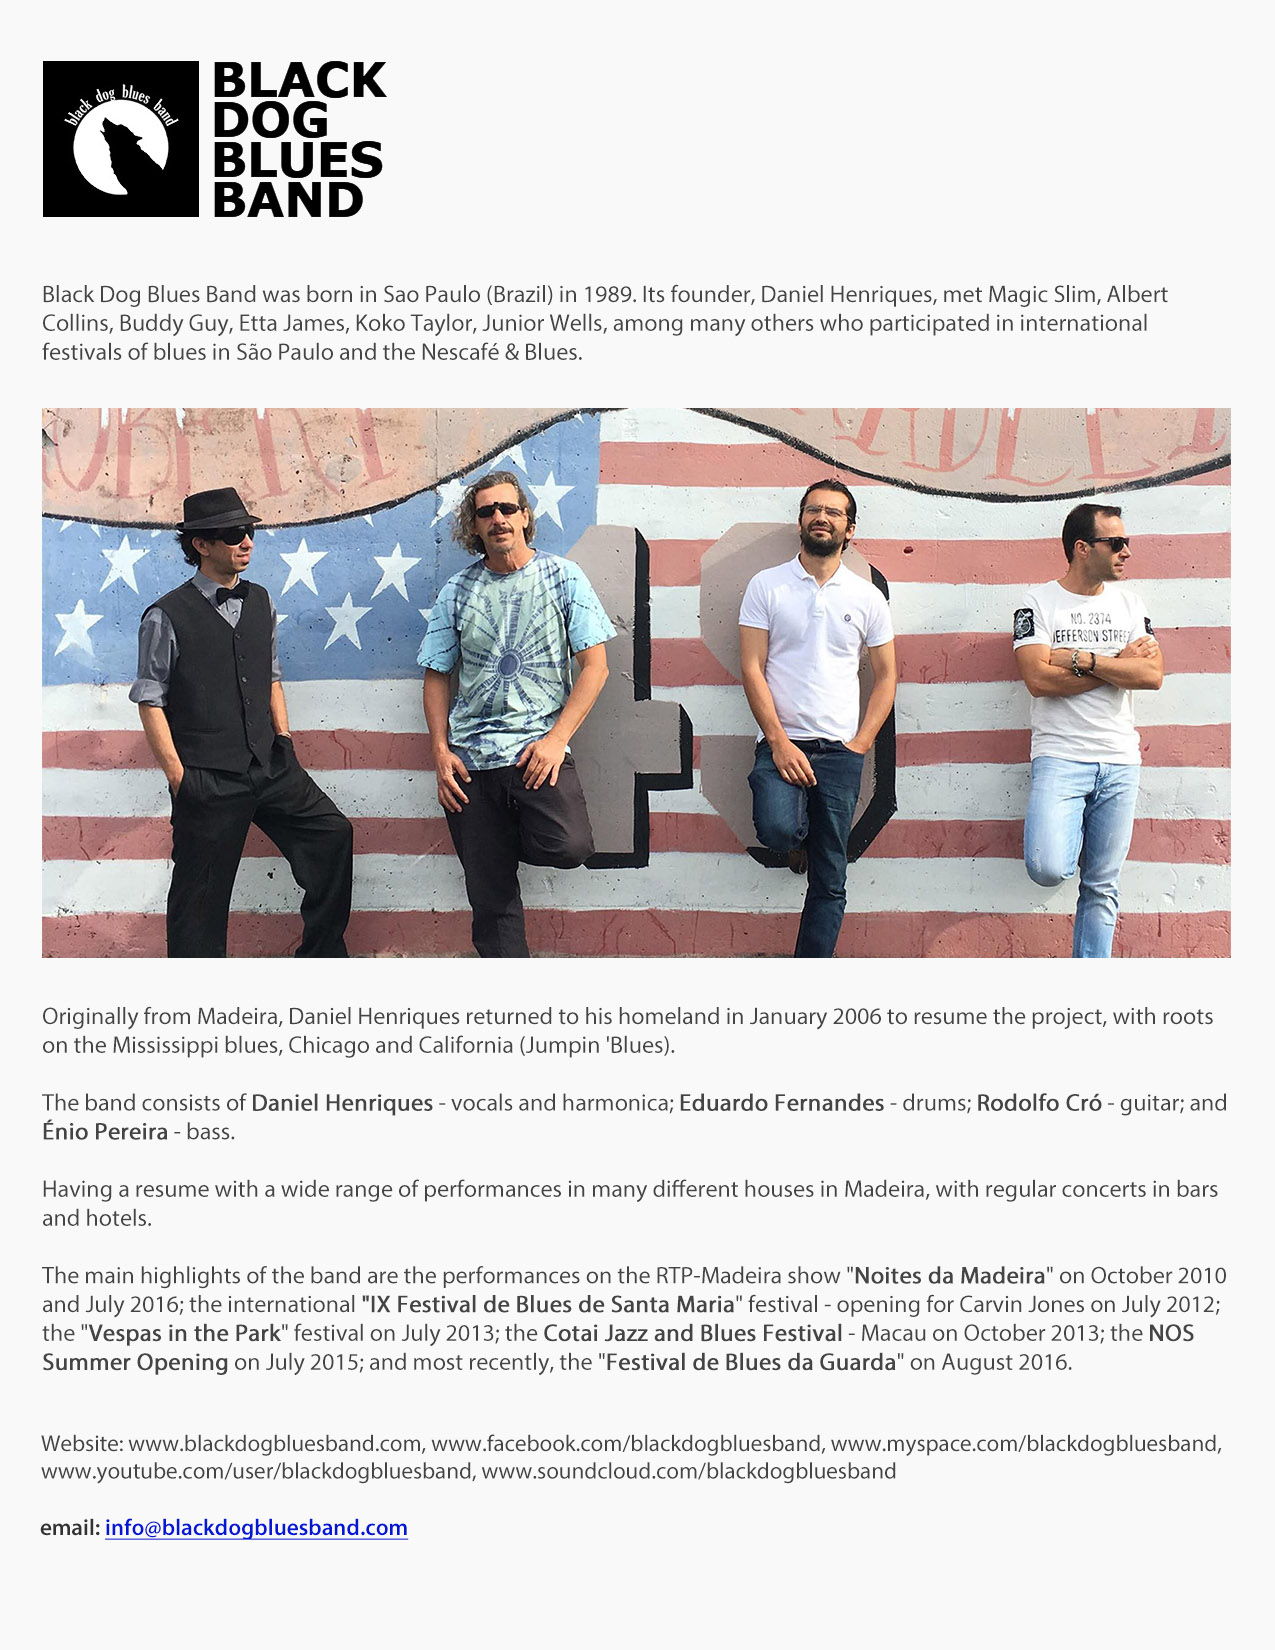 black dog blues band
BLACK
DOG
BLUES
BAND
Black Dog Blues Band was born in Sao Paulo (Brazil) in 1989. Its founder, Daniel Henriques, met Magic Slim, Albert
Collins, Buddy Guy, Etta James, Koko Taylor, Junior Wells, among many others who participated in international
festivals of blues in São Paulo and the Nescafé & Blues.
NO. 2374
JEFFERSON STREET
Originally from Madeira, Daniel Henriques returned to his homeland in January 2006 to resume the project, with roots
on the Mississippi blues, Chicago and California (Jumpin 'Blues).
The band consists of Daniel Henriques - vocals and harmonica; Eduardo Fernandes - drums; Rodolfo Cró - guitar; and
Énio Pereira - bass.
Having a resume with a wide range of performances in many different houses in Madeira, with regular concerts in bars
and hotels.
The main highlights of the band are the performances on the RTP-Madeira show "Noites da Madeira" on October 2010
and July 2016; the international "IX Festival de Blues de Santa Maria" festival - opening for Carvin Jones on July 2012;
the "Vespas in the Park" festival on July 2013; the Cotai Jazz and Blues Festival - Macau on October 2013; the NOS
Summer Opening on July 2015; and most recently, the "Festival de Blues da Guarda" on August 2016.
Website: www.blackdogbluesband.com, www.facebook.com/blackdogbluesband, www.myspace.com/blackdogbluesband,
www.youtube.com/user/blackdogbluesband, www.soundcloud.com/blackdogbluesband
email: info@blackdogbluesband.com